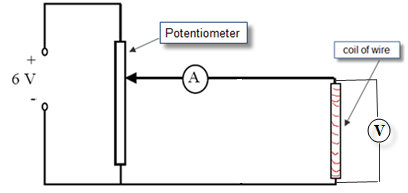 Potentiometer
coil of wire
+
6 V
-
A
V